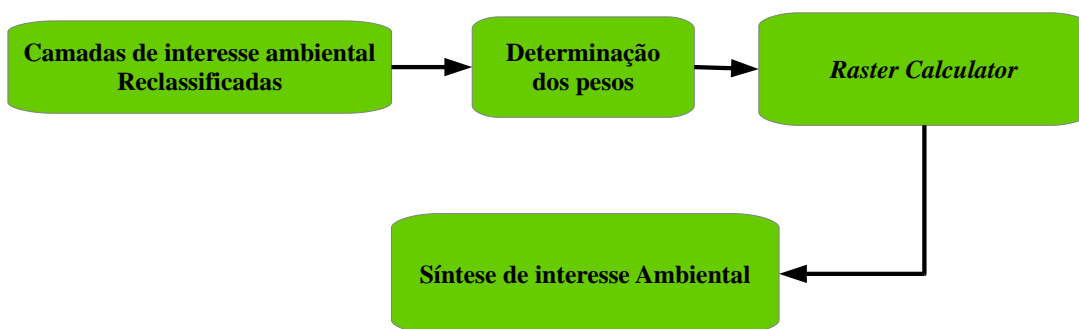 Camadas de interesse ambiental
Reclassificadas
Determinação
dos pesos
Raster Calculator
Síntese de interesse Ambiental